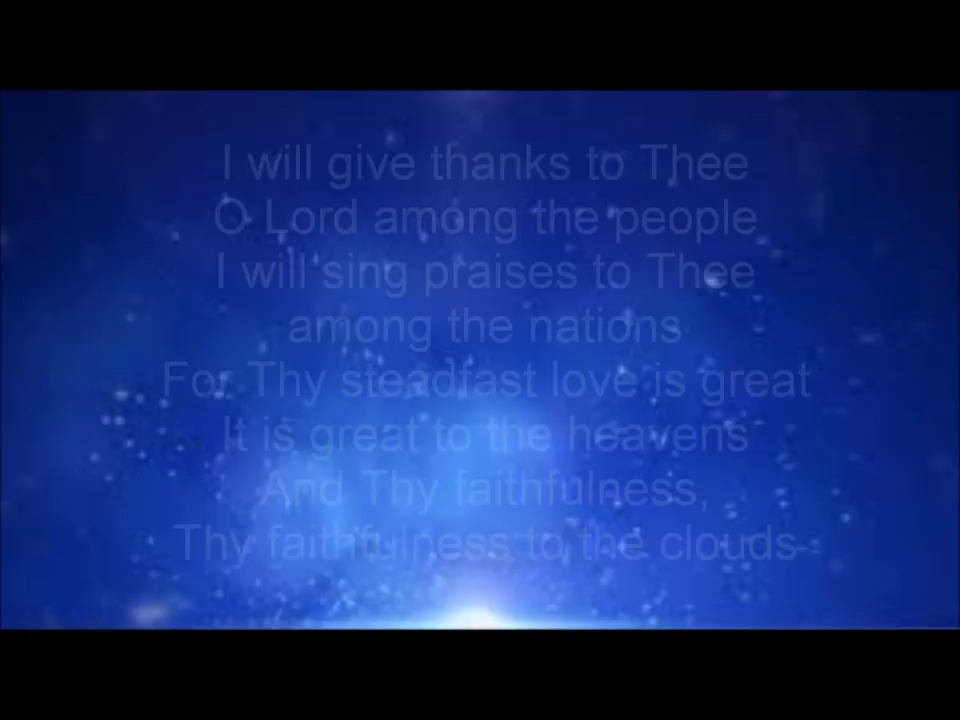 I will give thanks to Thee
O Lord among the people
I will sing praises to Thee
among the nations
For Thy steadfast love is great
It is great to the heavens
And Thy faithfulness,
Thy faithfulness to the clouds